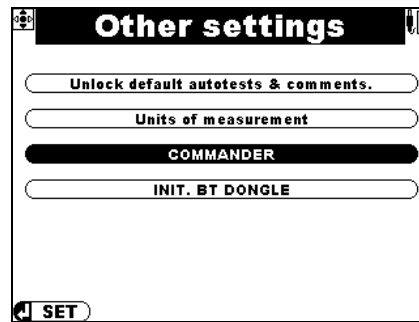 Other settings
Unlock default autotests & comments.
Units of measurement
COMMANDER
INIT. BT DONGLE
SET